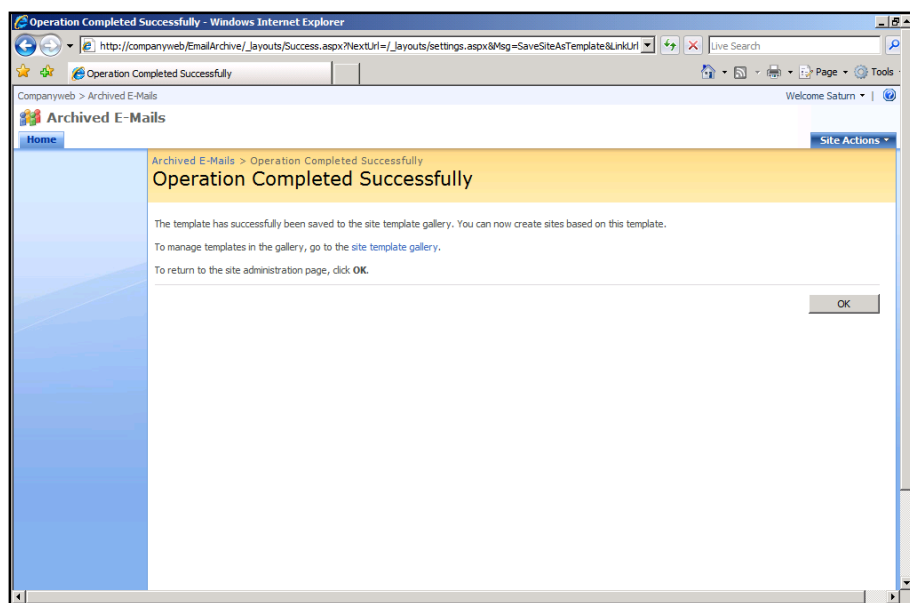 Operation Completed Successfully - Windows Internet Explorer
http://companyweb/EmailArchive/_layouts/Success.aspx?NextUrl=/_layouts/settings.aspx&Msg=SaveSiteAsTemplate&LinkUrl
Live Search
Operation Completed Successfully
Page
Tools
Companyweb > Archived E-Mails
Welcome Saturn
Archived E-Mails
Home
Site Actions
Archived E-Mails > Operation Completed Successfully
Operation Completed Successfully
The template has successfully been saved to the site template gallery. You can now create sites based on this template.
To manage templates in the gallery, go to the site template gallery.
To return to the site administration page, click OK.
OK